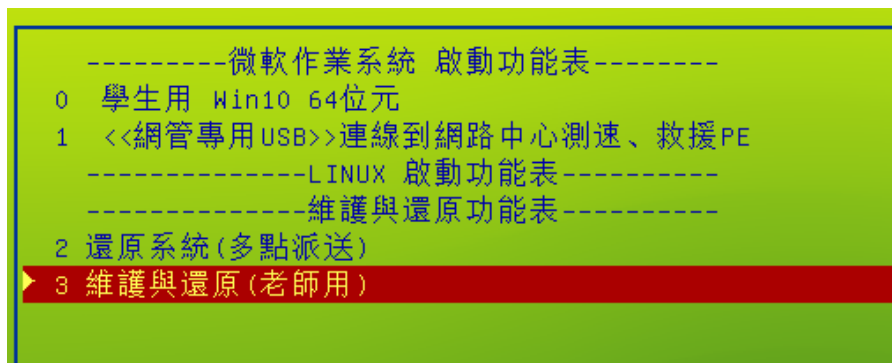 ---------微軟作業系統 啟動功能表--------
0 學生用 Win10 64位元
1 <<網管專用USB>>連線到網路中心測速、救援PE
--------------LINUX 啟動功能表----------
--------------維護與還原功能表----------
2 還原系統(多點派送)
3 維護與還原(老師用)